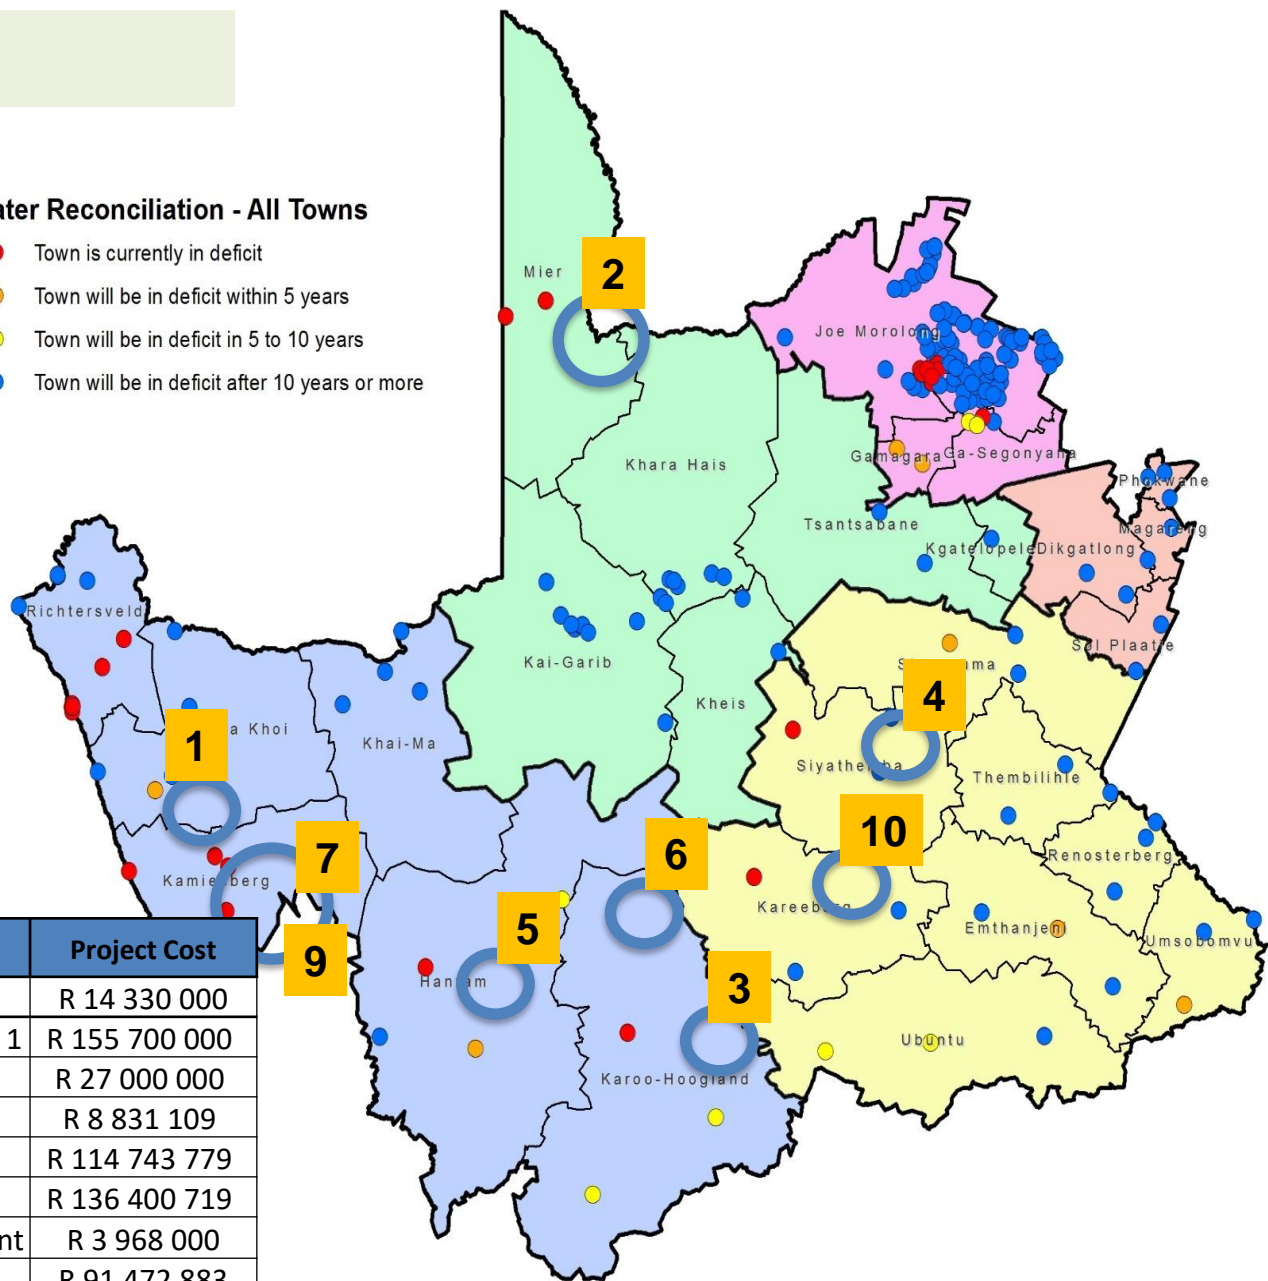 ater Reconciliation - All Towns
Town is currently in deficit
Town will be in deficit within 5 years
Town will be in deficit in 5 to 10 years
Town will be in deficit after 10 years or more
Mier
2
Joe Morolong
Khara Hais
Gamagara
Ga-Segonyana
Phokwane
Tsantsabane
Magareng
Kgatelopele
Dikgatlong
Richtersveld
Sol Plaatje
Kai-Garib
Kheis
4
1
a Khoi
Khai-Ma
Siyathemba
Thembilihle
10
7
6
Renosterberg
Kamiesberg
Kareeberg
5
Emthanjeni
Umsobomvu
9
Hantam
3
Ubuntu
Karoo-Hoogland
Project Cost
R 14 330 000
1 R 155 700 000
R 27 000 000
R 8 831 109
R 114 743 779
R 136 400 719
nt R 3 968 000
R 91 472 883